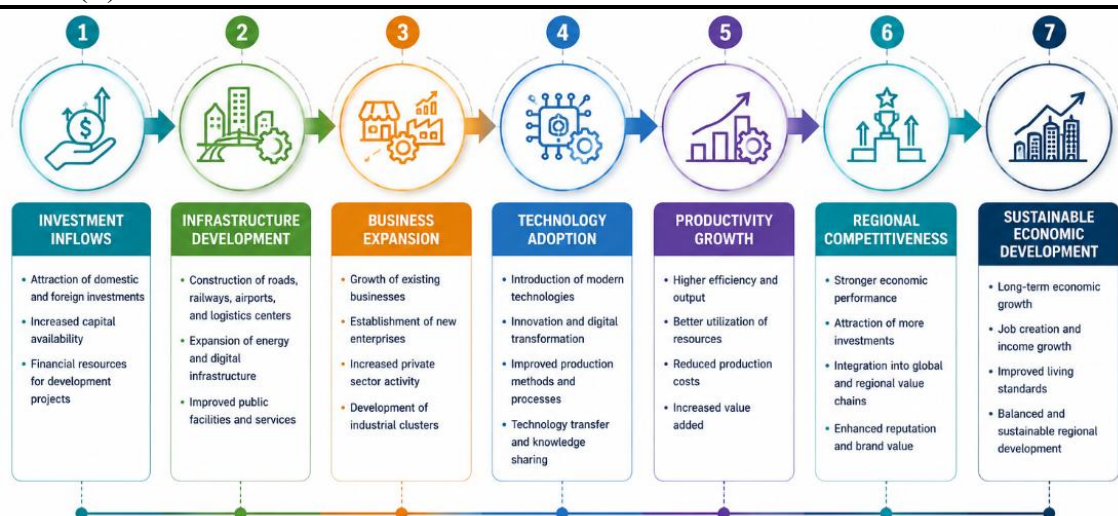 1
2
3
4
5
6
7
$
INVESTMENT
INFLOWS
• Attraction of domestic
and foreign investments
• Increased capital
availability
• Financial resources
for development
projects
INFRASTRUCTURE
DEVELOPMENT
• Construction of roads,
railways, airports,
and logistics centers
• Expansion of energy
and digital
infrastructure
• Improved public
facilities and services
BUSINESS
EXPANSION
• Growth of existing
businesses
• Establishment of new
enterprises
• Increased private
sector activity
• Development of
industrial clusters
TECHNOLOGY
ADOPTION
• Introduction of modern
technologies
• Innovation and digital
transformation
• Improved production
methods and
processes
• Technology transfer
and knowledge
sharing
PRODUCTIVITY
GROWTH
• Higher efficiency and
output
• Better utilization of
resources
• Reduced production
costs
• Increased value
added
REGIONAL
COMPETITIVENESS
• Stronger economic
performance
• Attraction of more
investments
• Integration into global
and regional value
chains
• Enhanced reputation
and brand value
SUSTAINABLE
ECONOMIC
DEVELOPMENT
• Long-term economic
growth
• Job creation and
income growth
• Improved living
standards
• Balanced and
sustainable regional
development